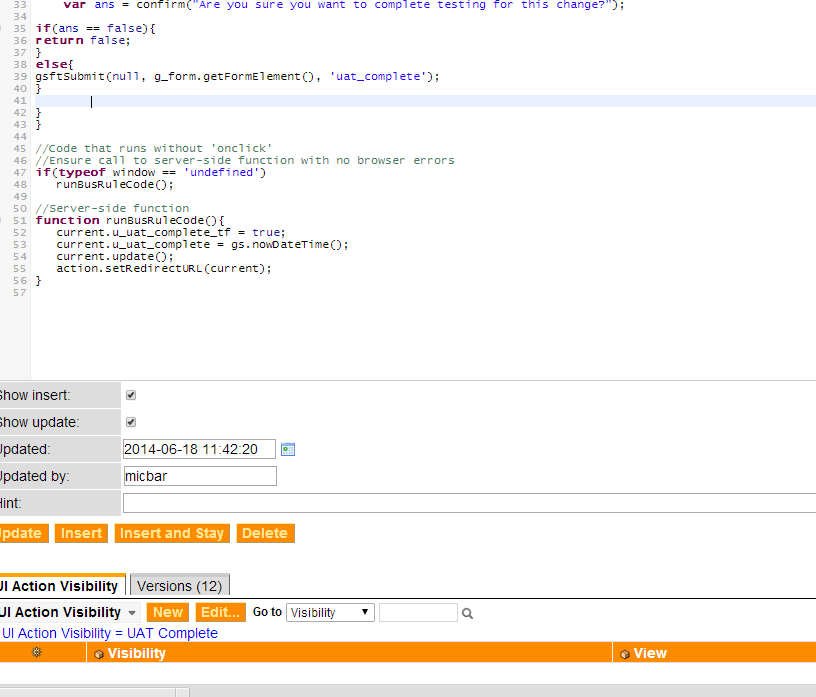 33 var ans = confirm("Are you sure you want to complete testing for this change?");
34
35 if(ans == false){
36 return false;
37 }
38 else{
39 gsftSubmit(null, g_form.getFormElement(), 'uat_complete');
40 }
41
42 }
43 }
44
45 //Code that runs without 'onclick'
46 //Ensure call to server-side function with no browser errors
47 if(typeof window == 'undefined')
48 runBusRuleCode();
49
50 //Server-side function
51 function runBusRuleCode(){
52 current.u_uat_complete_tf = true;
53 current.u_uat_complete = gs.nowDateTime();
54 current.update();
55 action.setRedirectURL(current);
56 }
57
Show insert:
Show update:
Updated: 2014-06-18 11:42:20
Updated by: micbar
Hint:
Update Insert Insert and Stay Delete
UI Action Visibility Versions (12)
UI Action Visibility New Edit... Go to Visibility
UI Action Visibility = UAT Complete
Visibility View